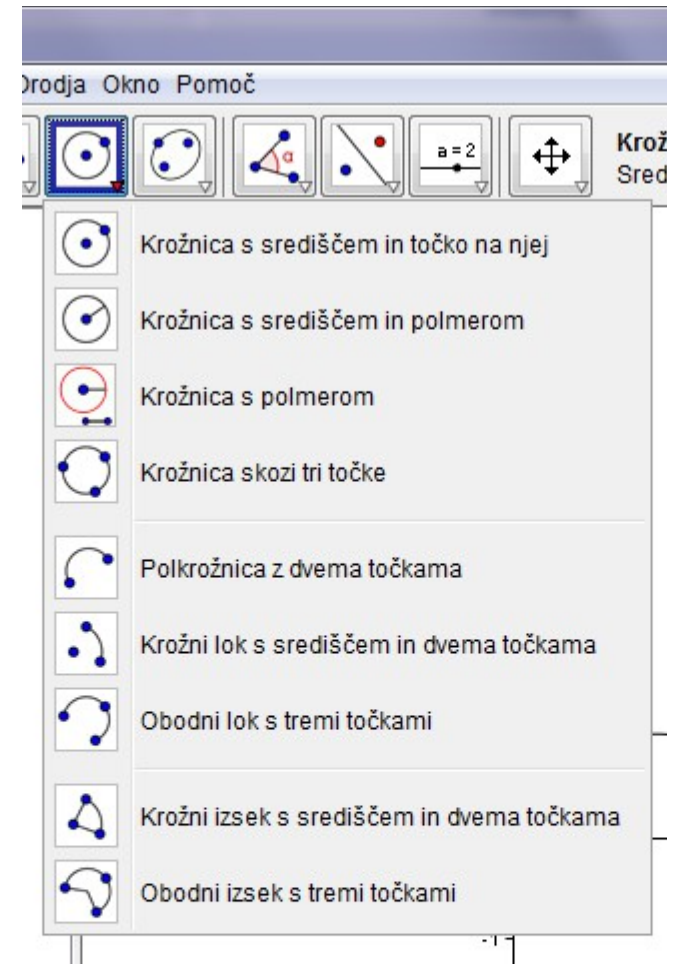 Orodja Okno Pomoč
α
a = 2
Krož
Sred
Krožnica s središčem in točko na njej
Krožnica s središčem in polmerom
Krožnica s polmerom
Krožnica skozi tri točke
Polkrožnica z dvema točkama
Krožni lok s središčem in dvema točkama
Obodni lok s tremi točkami
Krožni izsek s središčem in dvema točkama
Obodni izsek s tremi točkami
-1